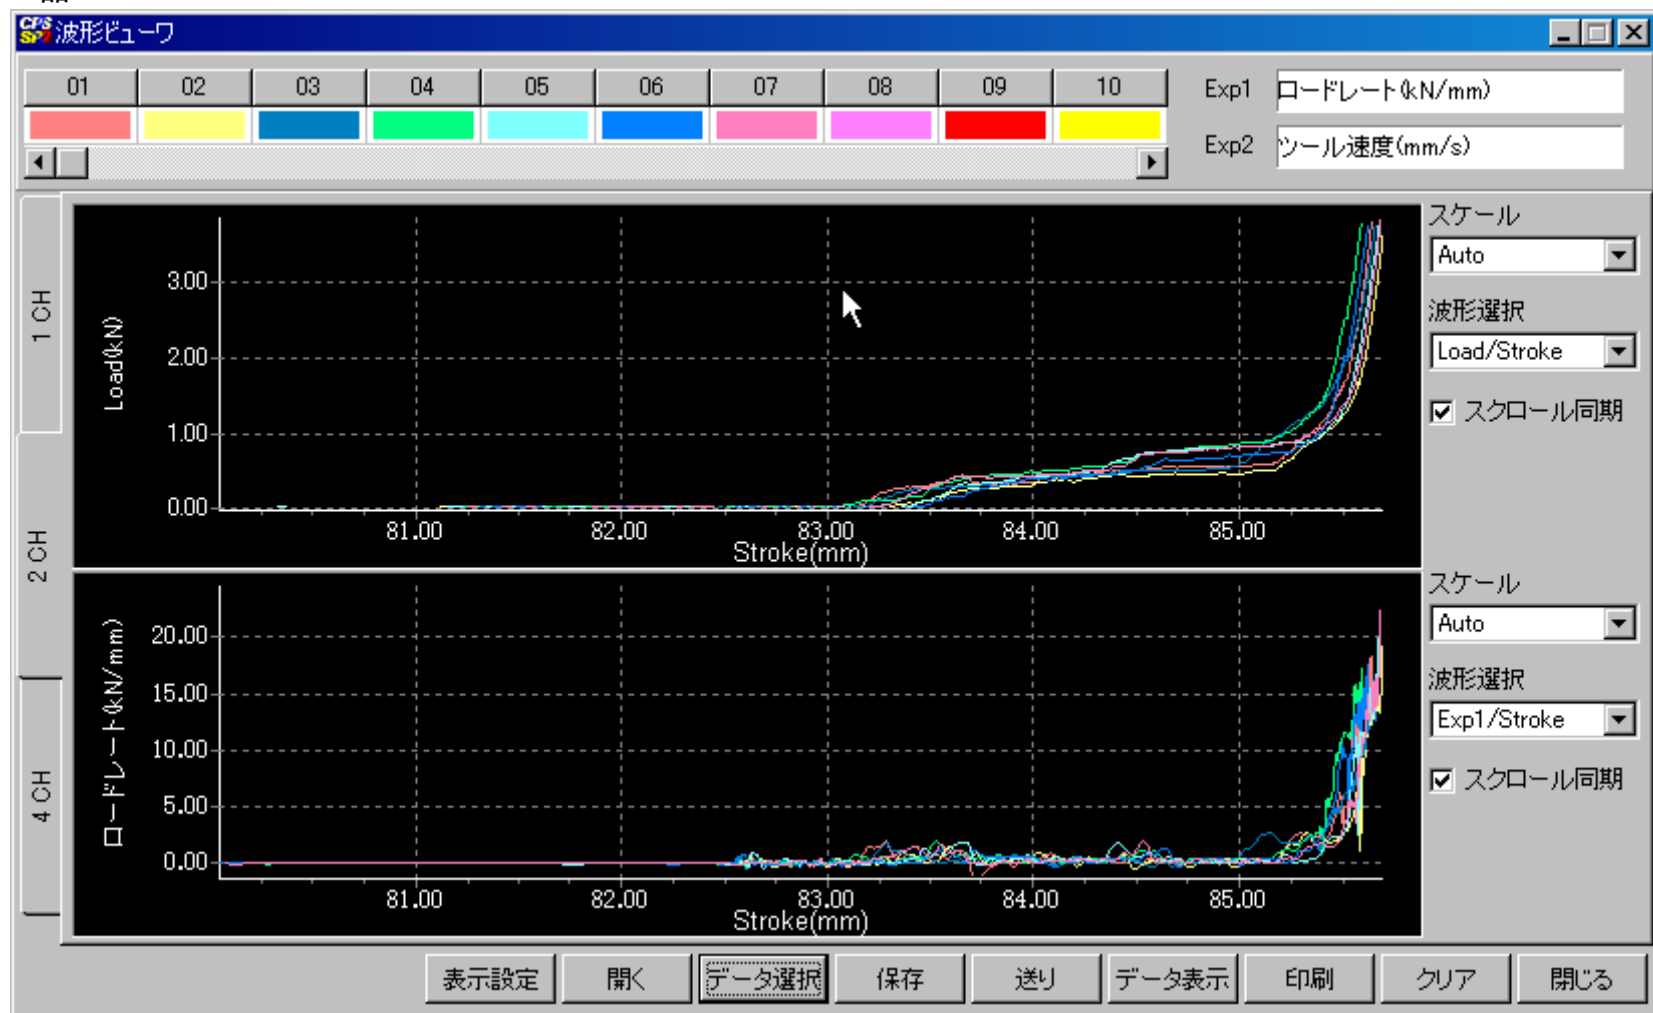 CPS SP2 波形ビューワ
01 02 03 04 05 06 07 08 09 10
Exp1 ロードレート(kN/mm)
Exp2 ツール速度(mm/s)
1 CH
2 CH
4 CH
Load(kN)
3.00
2.00
1.00
0.00
81.00 82.00 83.00 84.00 85.00
Stroke(mm)
スケール
Auto
波形選択
Load/Stroke
スクロール同期
ロードレート(kN/mm)
20.00
15.00
10.00
5.00
0.00
81.00 82.00 83.00 84.00 85.00
Stroke(mm)
スケール
Auto
波形選択
Exp1/Stroke
スクロール同期
表示設定 開く データ選択 保存 送り データ表示 印刷 クリア 閉じる